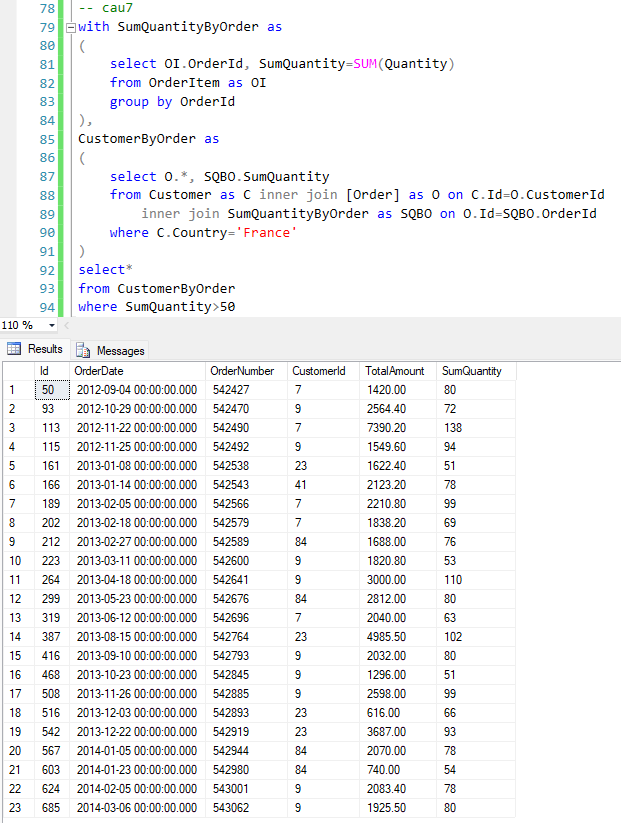 78 -- cau7
79 with SumQuantityByOrder as
80 (
81 select OI.OrderId, SumQuantity=SUM(Quantity)
82 from OrderItem as OI
83 group by OrderId
84 ),
85 CustomerByOrder as
86 (
87 select O.*, SQBO.SumQuantity
88 from Customer as C inner join [Order] as O on C.Id=O.CustomerId
89 inner join SumQuantityByOrder as SQBO on O.Id=SQBO.OrderId
90 where C.Country='France'
91 )
92 select*
93 from CustomerByOrder
94 where SumQuantity>50
110 %
Results Messages
Id OrderDate OrderNumber CustomerId TotalAmount SumQuantity
1 50 2012-09-04 00:00:00.000 542427 7 1420.00 80
2 93 2012-10-29 00:00:00.000 542470 9 2564.40 72
3 113 2012-11-22 00:00:00.000 542490 7 7390.20 138
4 115 2012-11-25 00:00:00.000 542492 9 1549.60 94
5 161 2013-01-08 00:00:00.000 542538 23 1622.40 51
6 166 2013-01-14 00:00:00.000 542543 41 2123.20 78
7 189 2013-02-05 00:00:00.000 542566 7 2210.80 99
8 202 2013-02-18 00:00:00.000 542579 7 1838.20 69
9 212 2013-02-27 00:00:00.000 542589 84 1688.00 76
10 223 2013-03-11 00:00:00.000 542600 9 1820.80 53
11 264 2013-04-18 00:00:00.000 542641 9 3000.00 110
12 299 2013-05-23 00:00:00.000 542676 84 2812.00 80
13 319 2013-06-12 00:00:00.000 542696 7 2040.00 63
14 387 2013-08-15 00:00:00.000 542764 23 4985.50 102
15 416 2013-09-10 00:00:00.000 542793 9 2032.00 80
16 468 2013-10-23 00:00:00.000 542845 9 1296.00 51
17 508 2013-11-26 00:00:00.000 542885 9 2598.00 99
18 516 2013-12-03 00:00:00.000 542893 23 616.00 66
19 542 2013-12-22 00:00:00.000 542919 23 3687.00 93
20 567 2014-01-05 00:00:00.000 542944 84 2070.00 78
21 603 2014-01-23 00:00:00.000 542980 84 740.00 54
22 624 2014-02-05 00:00:00.000 543001 9 2083.40 78
23 685 2014-03-06 00:00:00.000 543062 9 1925.50 80